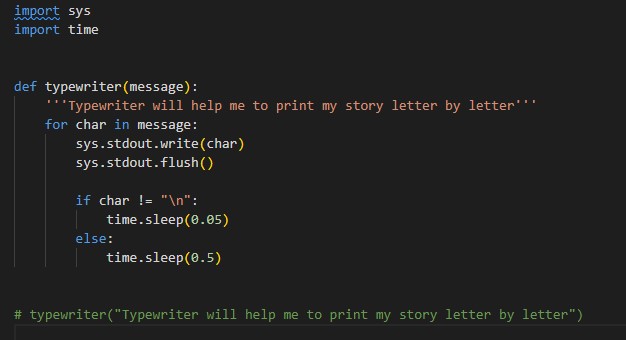 import sys
import time
def typewriter(message):
    '''Typewriter will help me to print my story letter by letter'''
    for char in message:
        sys.stdout.write(char)
        sys.stdout.flush()
        if char != "\n":
            time.sleep(0.05)
        else:
            time.sleep(0.5)
# typewriter("Typewriter will help me to print my story letter by letter")